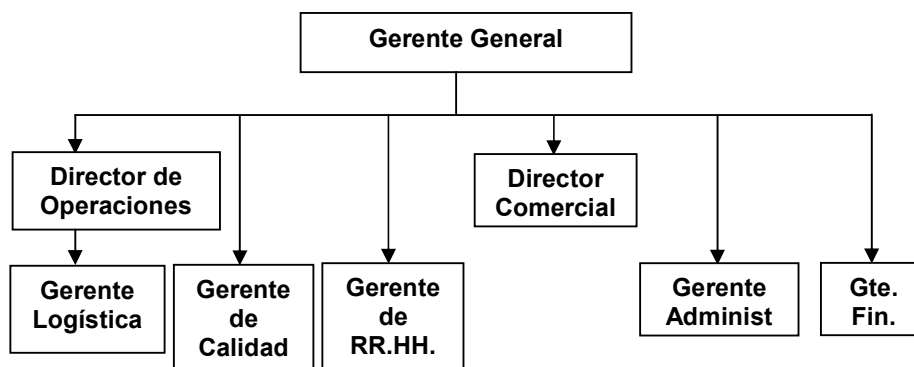 Gerente General
Director de
Operaciones
Director
Comercial
Gerente
Logística
Gerente
de
Calidad
Gerente
de
RR.HH.
Gerente
Administ
Gte.
Fin.